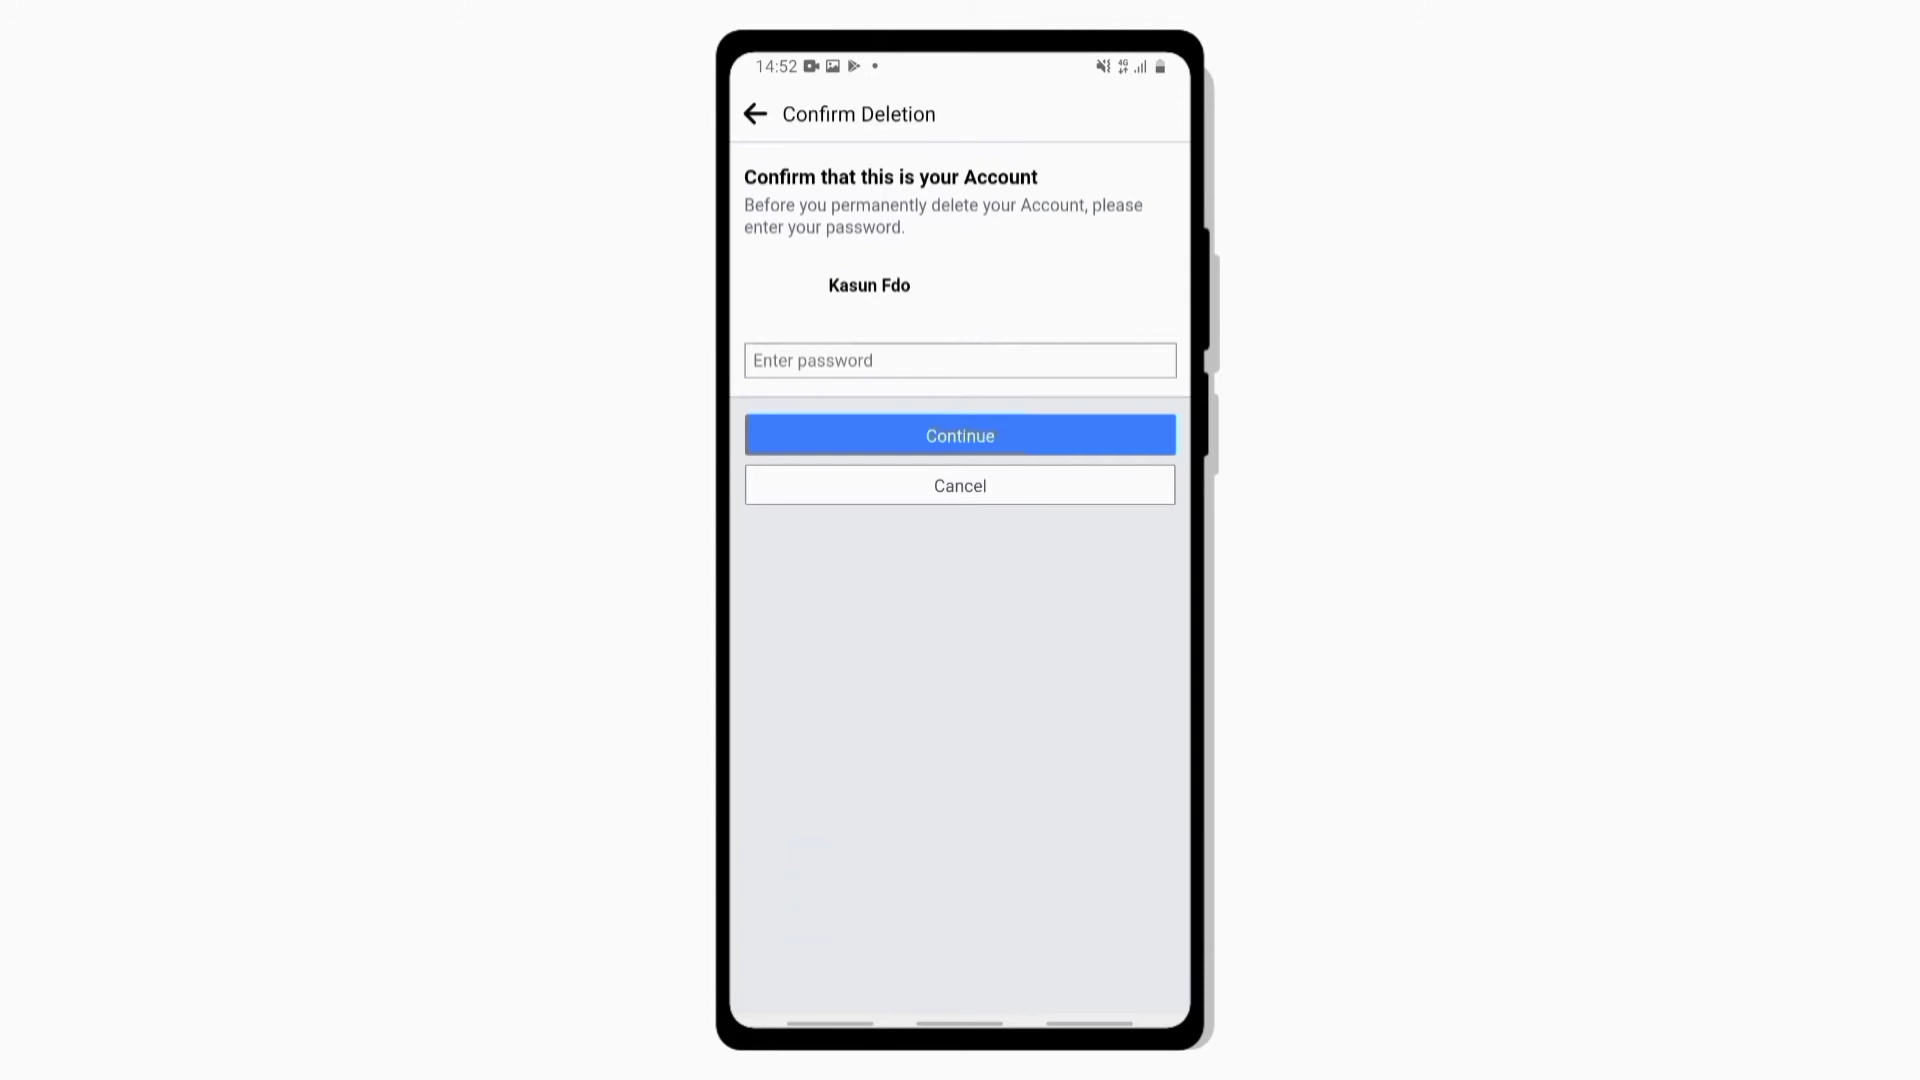 14:52
4G
Confirm Deletion
Confirm that this is your Account
Before you permanently delete your Account, please
enter your password.
Kasun Fdo
Enter password
Continue
Cancel